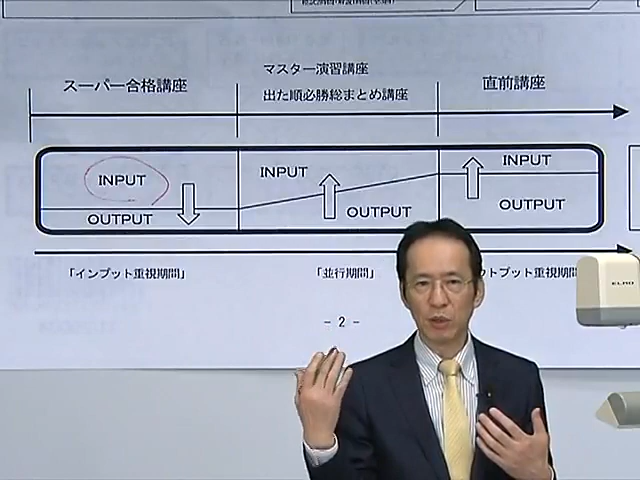 スーパー合格講座
マスター演習講座
出た順必勝総まとめ講座
直前講座
INPUT
OUTPUT
INPUT
OUTPUT
INPUT
OUTPUT
「インプット重視期間」
「並行期間」
ウトプット重視期間
- 2 -
ELMO